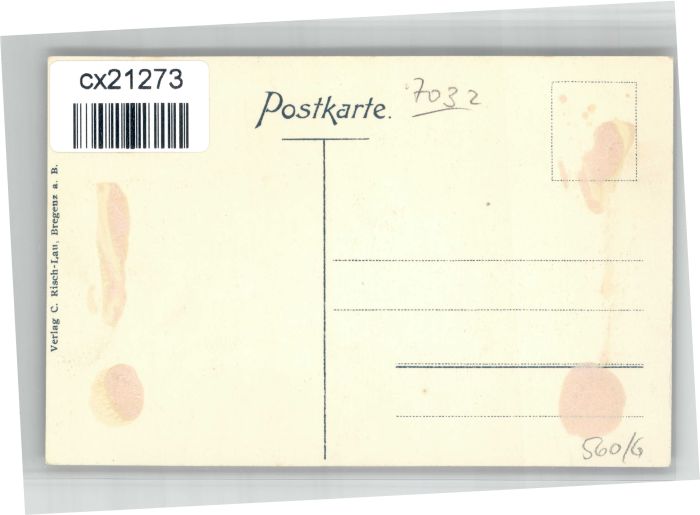 cx21273
Postkarte.
7032
Verlag C. Risch-Lau, Bregenz a. B.
560/G